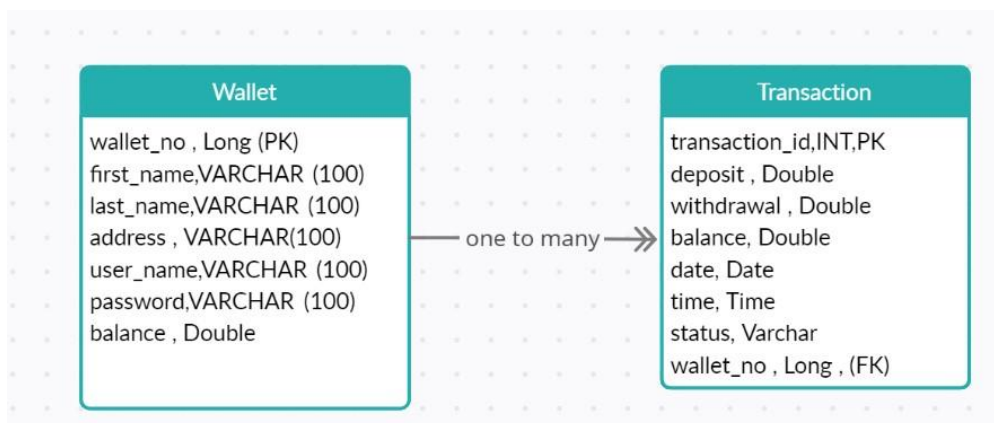 Wallet
wallet_no , Long (PK)
first_name,VARCHAR (100)
last_name,VARCHAR (100)
address , VARCHAR(100)
user_name,VARCHAR (100)
password,VARCHAR (100)
balance , Double
one to many
Transaction
transaction_id,INT,PK
deposit , Double
withdrawal , Double
balance, Double
date, Date
time, Time
status, Varchar
wallet_no , Long , (FK)